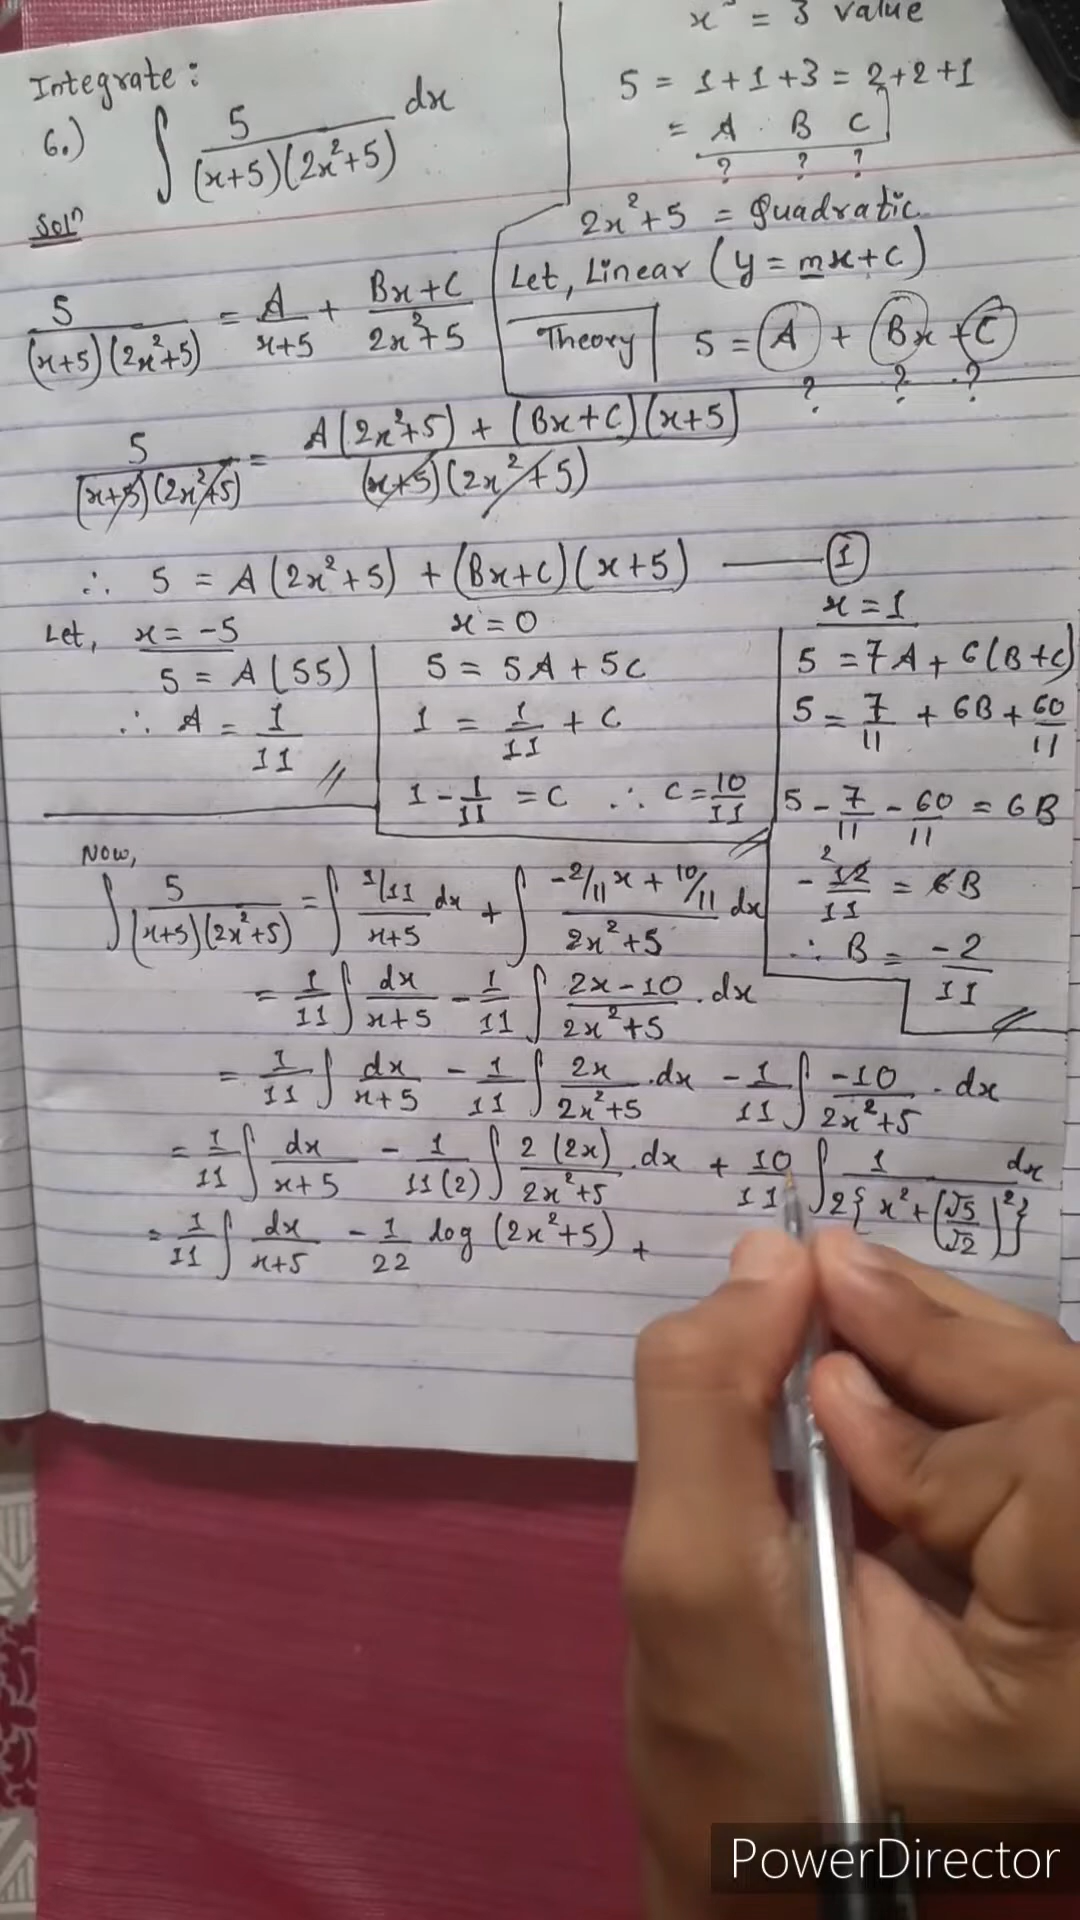 x = 3 value
5 = 1+1+3 = 2+2+1
= A B C
? ? ?
Integrate:
6.) ∫ 5/((x+5)(2x²+5)) dx
Solⁿ
2x²+5 = Quadratic
Let, Linear (y = mx+c)
Theory 5 = A + Bx + C
? ? ?
5/((x+5)(2x²+5)) = A/(x+5) + (Bx+C)/(2x²+5)
5/((x+5)(2x²+5)) = (A(2x²+5) + (Bx+C)(x+5))/((x+5)(2x²+5))
∴ 5 = A(2x²+5) + (Bx+C)(x+5) —— 1
Let, x = -5
5 = A(55)
∴ A = 1/11
x = 0
5 = 5A + 5C
1 = 1/11 + C
1 - 1/11 = C ∴ C = 10/11
x = 1
5 = 7A + 6(B+C)
5 = 7/11 + 6B + 60/11
5 - 7/11 - 60/11 = 6B
2
- 12/11 = 6B
∴ B = -2/11
Now,
∫ 5/((x+5)(2x²+5)) = ∫ (1/11)/(x+5) dx + ∫ (-2/11 x + 10/11)/(2x²+5) dx
= 1/11 ∫ dx/(x+5) - 1/11 ∫ (2x-10)/(2x²+5) . dx
= 1/11 ∫ dx/(x+5) - 1/11 ∫ 2x/(2x²+5) . dx - 1/11 ∫ -10/(2x²+5) . dx
= 1/11 ∫ dx/(x+5) - 1/11(2) ∫ 2(2x)/(2x²+5) . dx + 10/11 ∫ 1/(2{x² + (√5/√2)²}) dx
= 1/11 ∫ dx/(x+5) - 1/22 log (2x²+5) +
PowerDirector